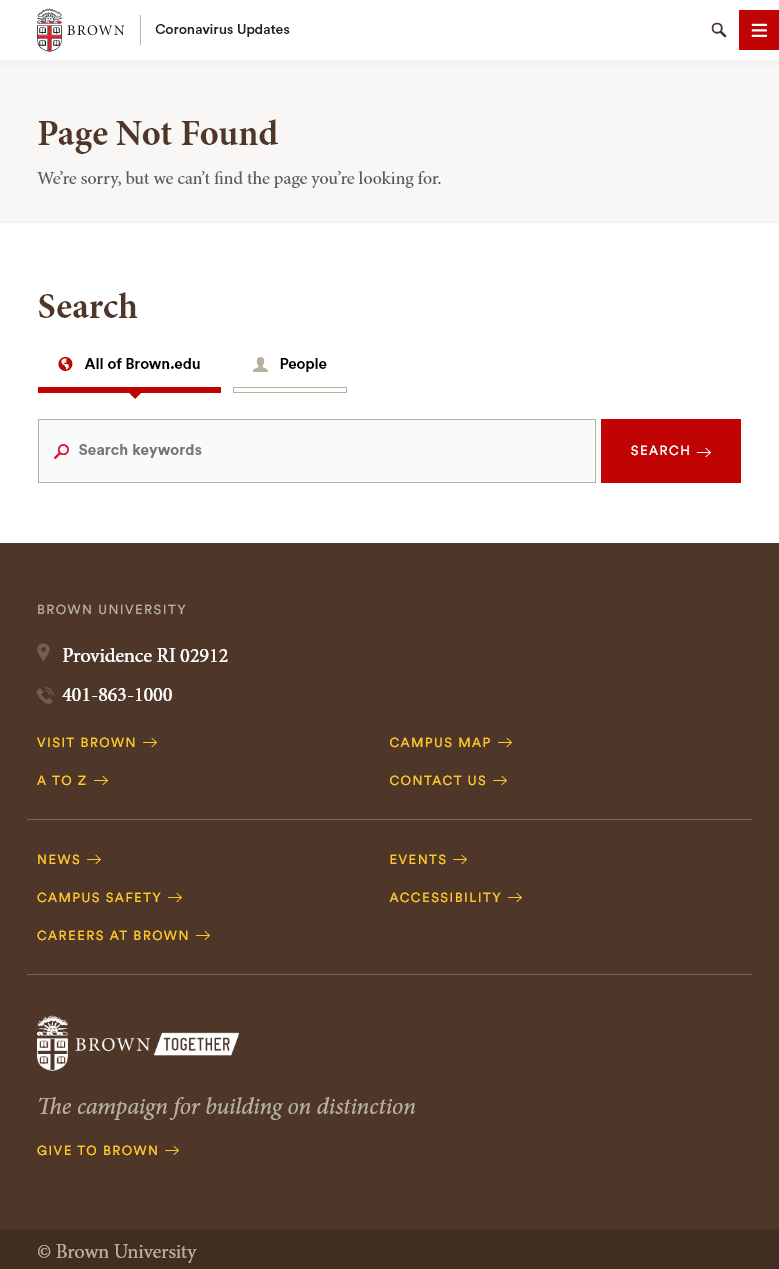 BROWN
Coronavirus Updates
Page Not Found
We’re sorry, but we can’t find the page you’re looking for.
Search
All of Brown.edu
People
Search keywords
SEARCH →
BROWN UNIVERSITY
Providence RI 02912
401-863-1000
VISIT BROWN →
CAMPUS MAP →
A TO Z →
CONTACT US →
NEWS →
EVENTS →
CAMPUS SAFETY →
ACCESSIBILITY →
CAREERS AT BROWN →
BROWN TOGETHER
The campaign for building on distinction
GIVE TO BROWN →
© Brown University